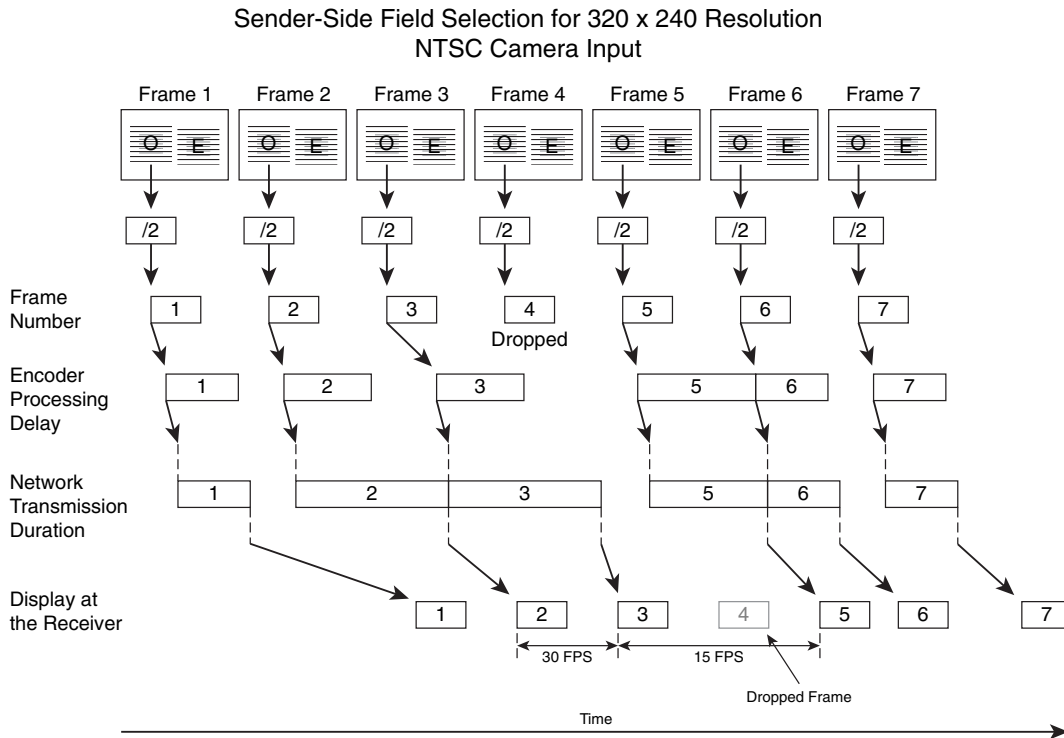 Sender-Side Field Selection for 320 x 240 Resolution
NTSC Camera Input
Frame 1 Frame 2 Frame 3 Frame 4 Frame 5 Frame 6 Frame 7
O E O E O E O E O E O E O E
/2 /2 /2 /2 /2 /2 /2
Frame
Number
1 2 3 4 5 6 7
Dropped
Encoder
Processing
Delay
1 2 3 5 6 7
Network
Transmission
Duration
1 2 3 5 6 7
Display at
the Receiver
1 2 3 4 5 6 7
30 FPS 15 FPS
Dropped Frame
Time